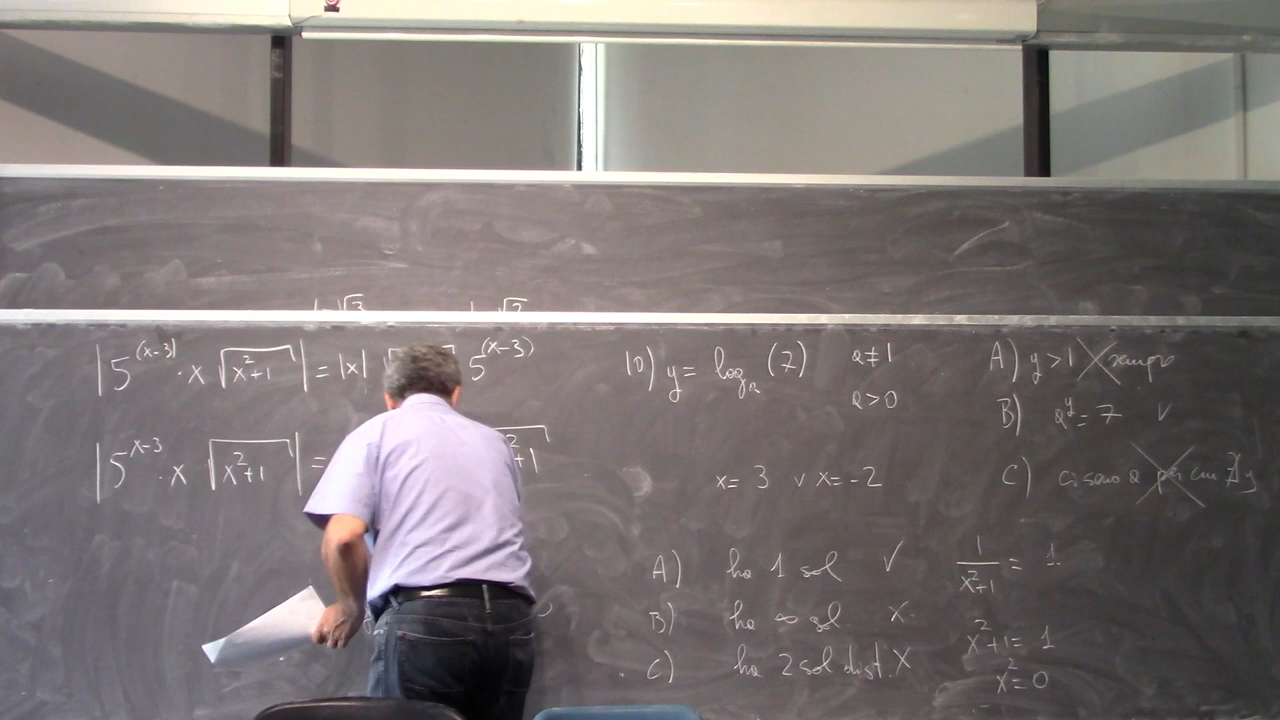 √3 √2
|5^(x-3) · x √(x²+1)| = |x| 5^(x-3)
|5^(x-3) · x √(x²+1)| =
10) y = log_a (7) a≠1
a>0
x = 3 v x = -2
A) ha 1 sol ✓
B) ha ∞ sol x
C) ha 2 sol dist. X
A) y>1 X sempre
B) a^y = 7 v
C) ci sono a per cui ∄ y
1/(x²+1) = 1
x²+1 = 1
x² = 0